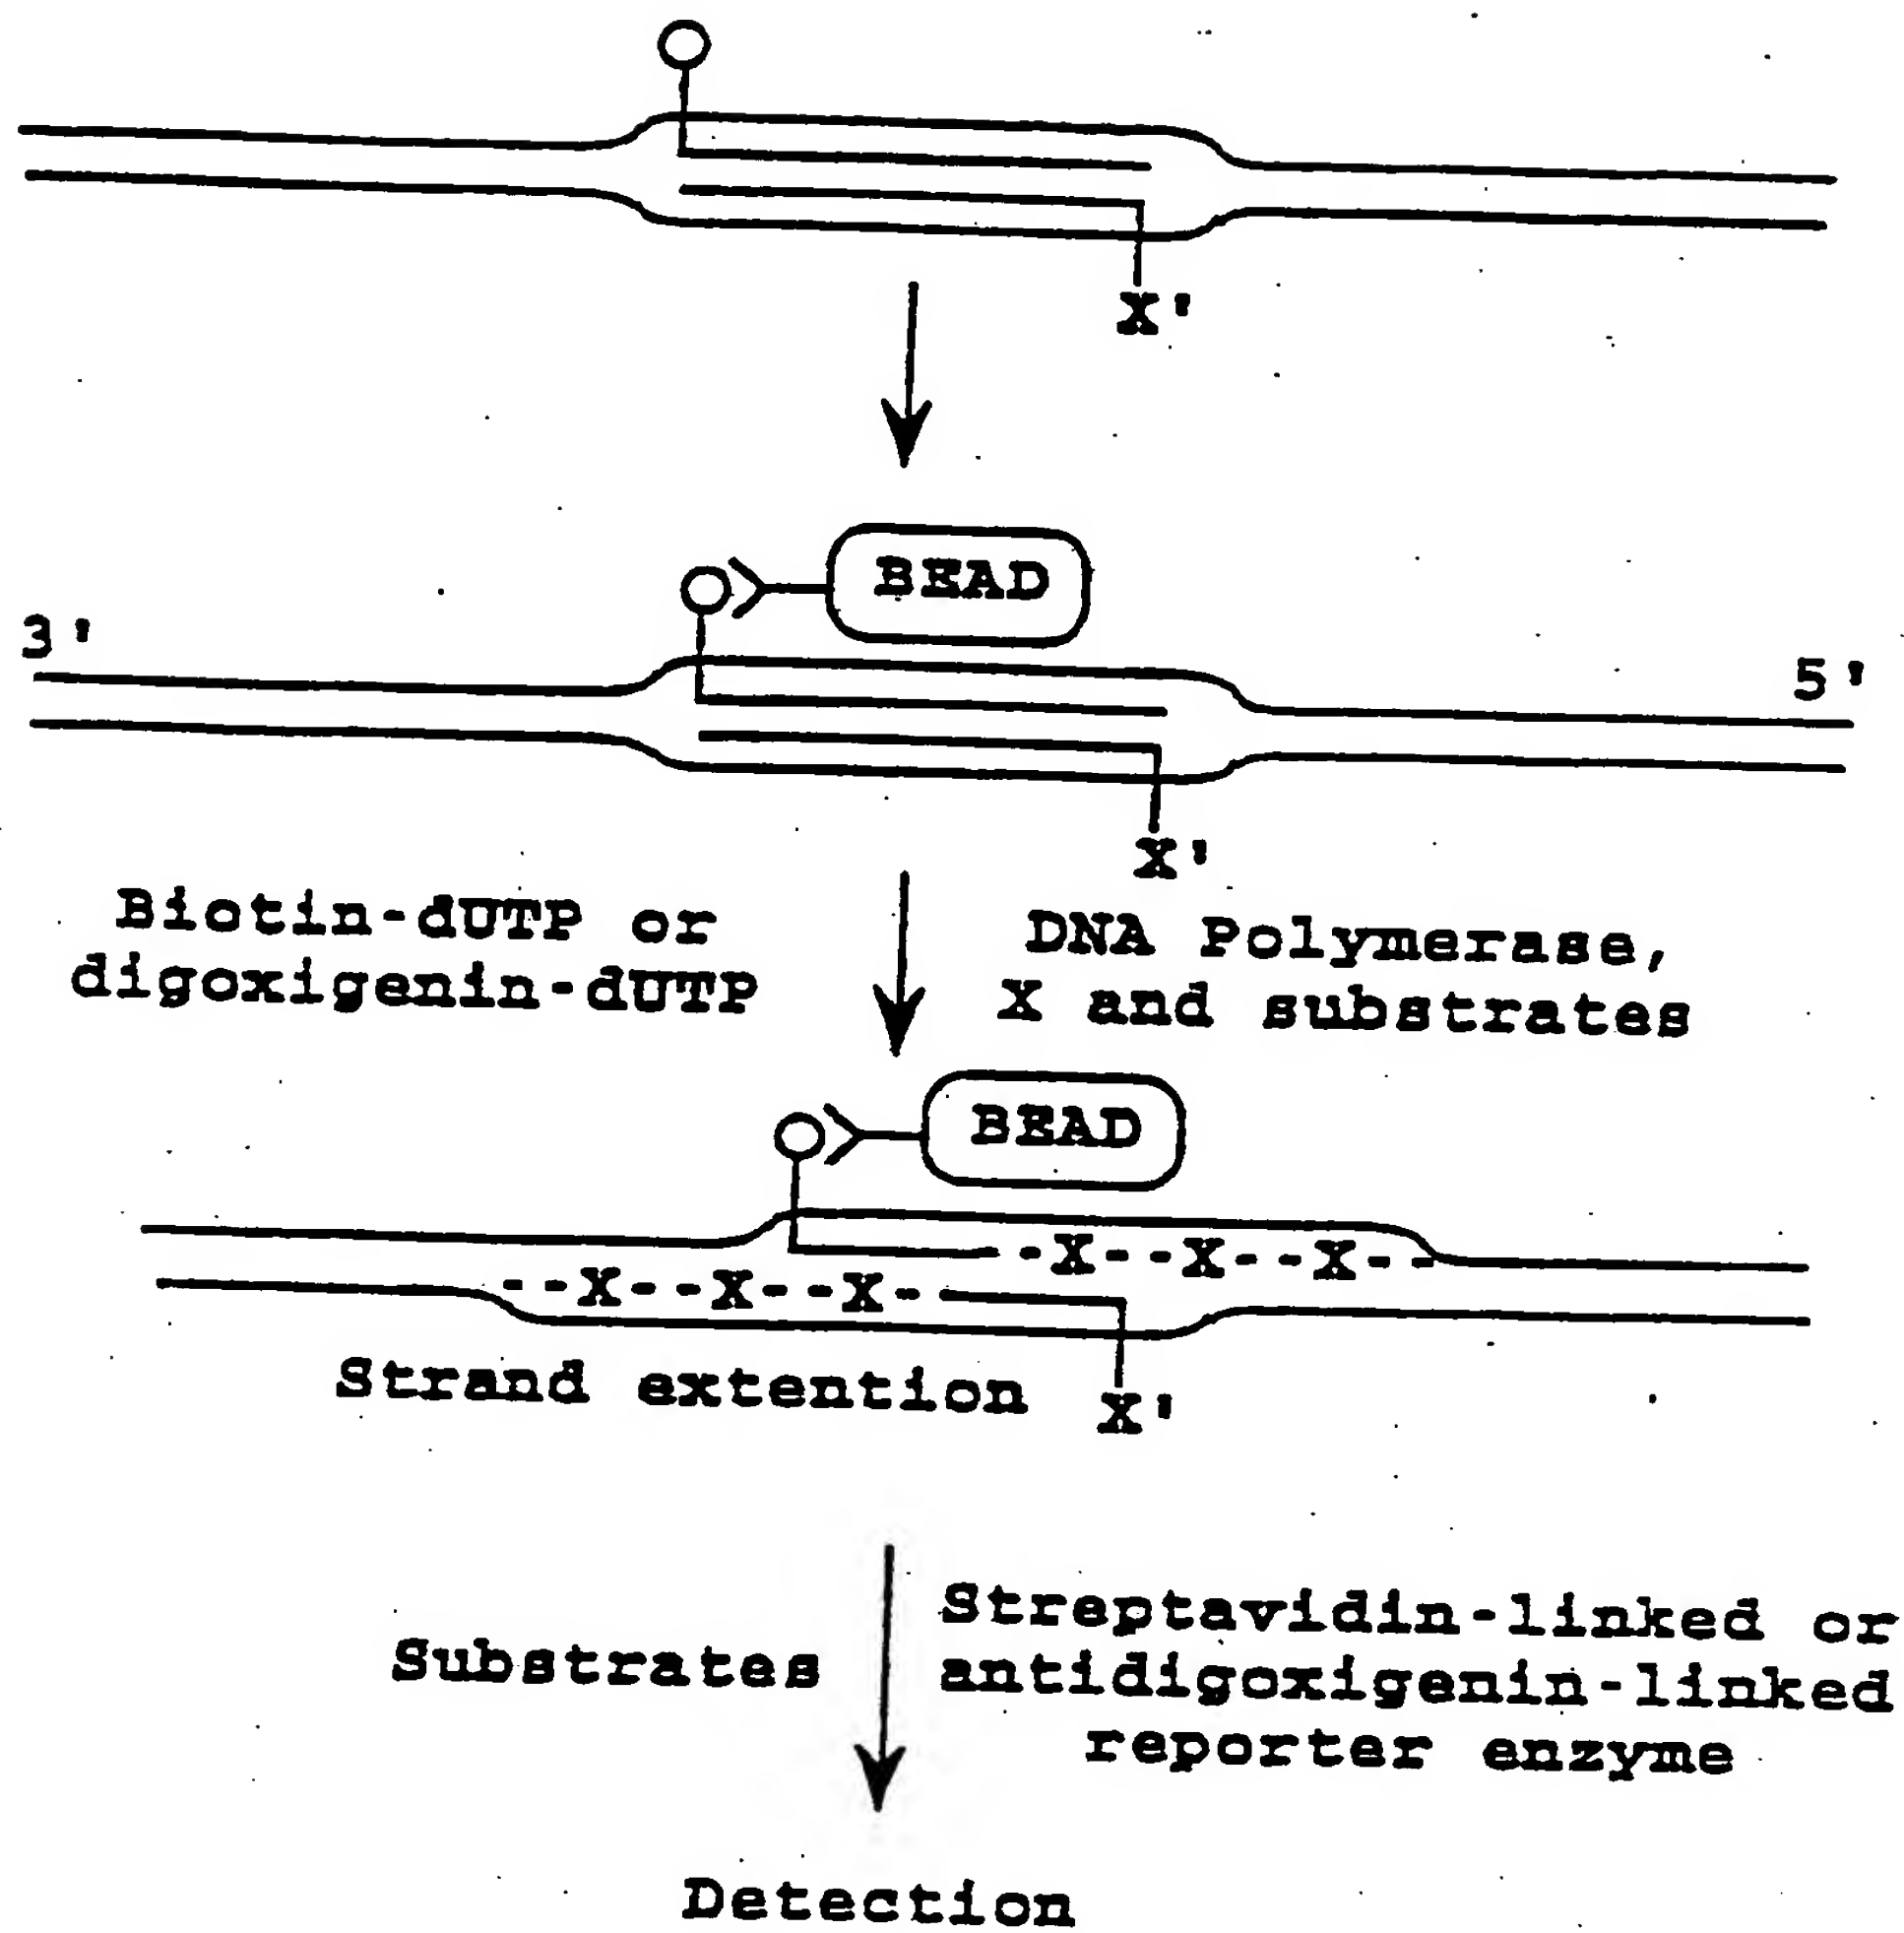 X'
BEAD
3'
5'
X'
Biotin-dUTP or
digoxigenin-dUTP
DNA Polymerase,
X and substrates
BEAD
--X--X--X--
--X--X--X--
Strand extention
X'
Substrates
Streptavidin-linked or
antidigoxigenin-linked
reporter enzyme
Detection